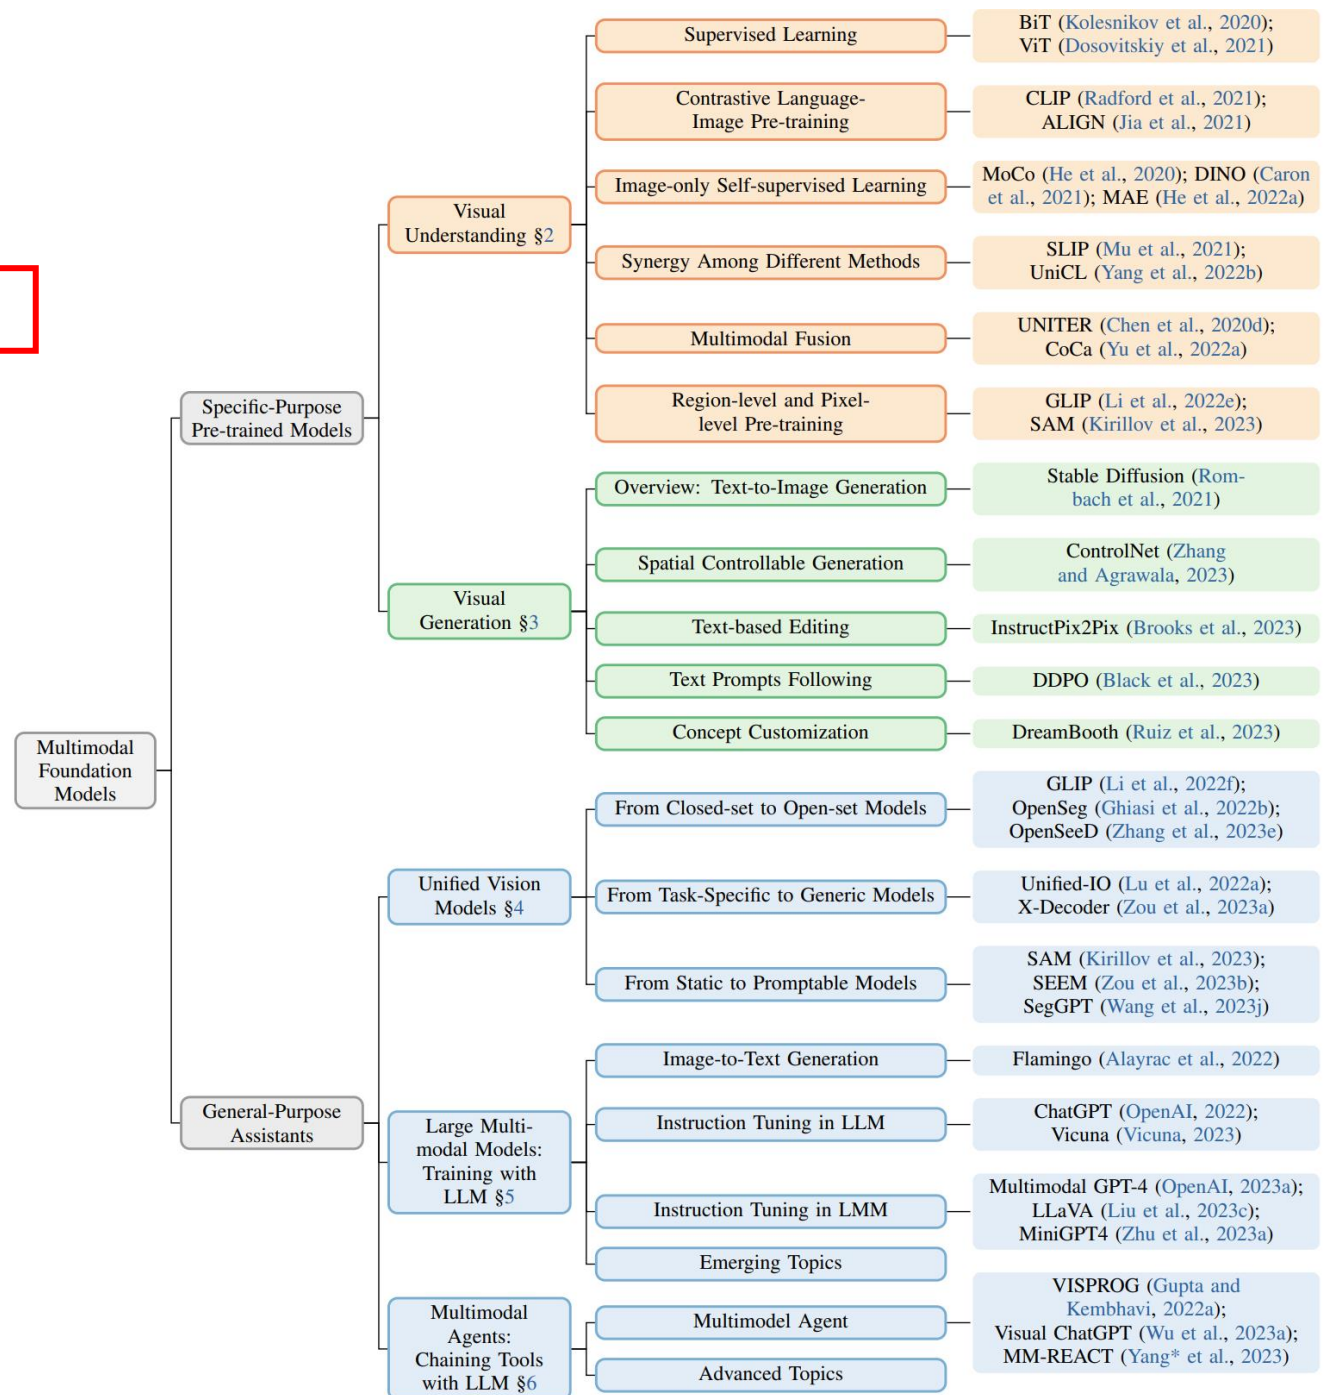 Multimodal
Foundation
Models
Specific-Purpose
Pre-trained Models
Visual
Understanding §2
Supervised Learning
BiT (Kolesnikov et al., 2020);
ViT (Dosovitskiy et al., 2021)
Contrastive Language-
Image Pre-training
CLIP (Radford et al., 2021);
ALIGN (Jia et al., 2021)
Image-only Self-supervised Learning
MoCo (He et al., 2020); DINO (Caron
et al., 2021); MAE (He et al., 2022a)
Synergy Among Different Methods
SLIP (Mu et al., 2021);
UniCL (Yang et al., 2022b)
Multimodal Fusion
UNITER (Chen et al., 2020d);
CoCa (Yu et al., 2022a)
Region-level and Pixel-
level Pre-training
GLIP (Li et al., 2022e);
SAM (Kirillov et al., 2023)
Visual
Generation §3
Overview: Text-to-Image Generation
Stable Diffusion (Rom-
bach et al., 2021)
Spatial Controllable Generation
ControlNet (Zhang
and Agrawala, 2023)
Text-based Editing
InstructPix2Pix (Brooks et al., 2023)
Text Prompts Following
DDPO (Black et al., 2023)
Concept Customization
DreamBooth (Ruiz et al., 2023)
General-Purpose
Assistants
Unified Vision
Models §4
From Closed-set to Open-set Models
GLIP (Li et al., 2022f);
OpenSeg (Ghiasi et al., 2022b);
OpenSeeD (Zhang et al., 2023e)
From Task-Specific to Generic Models
Unified-IO (Lu et al., 2022a);
X-Decoder (Zou et al., 2023a)
From Static to Promptable Models
SAM (Kirillov et al., 2023);
SEEM (Zou et al., 2023b);
SegGPT (Wang et al., 2023j)
Large Multi-
modal Models:
Training with
LLM §5
Image-to-Text Generation
Flamingo (Alayrac et al., 2022)
Instruction Tuning in LLM
ChatGPT (OpenAI, 2022);
Vicuna (Vicuna, 2023)
Instruction Tuning in LMM
Multimodal GPT-4 (OpenAI, 2023a);
LLaVA (Liu et al., 2023c);
MiniGPT4 (Zhu et al., 2023a)
Emerging Topics
Multimodal
Agents:
Chaining Tools
with LLM §6
Multimodel Agent
VISPROG (Gupta and
Kembhavi, 2022a);
Visual ChatGPT (Wu et al., 2023a);
MM-REACT (Yang* et al., 2023)
Advanced Topics